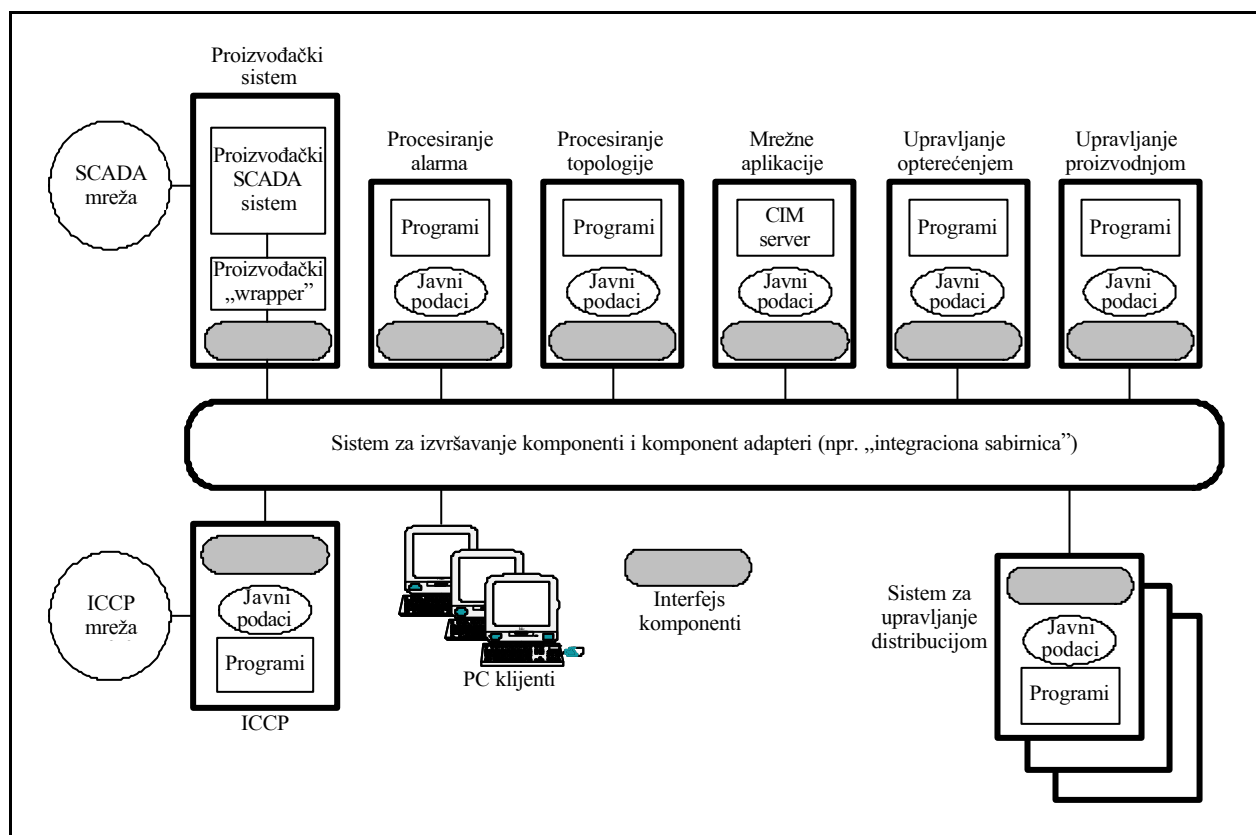 Proizvođački
sistem
SCADA
mreža
Proizvođački
SCADA
sistem
Proizvođački
„wrapper”
Procesiranje
alarma
Programi
Javni
podaci
Procesiranje
topologije
Programi
Javni
podaci
Mrežne
aplikacije
CIM
server
Javni
podaci
Upravljanje
opterećenjem
Programi
Javni
podaci
Upravljanje
proizvodnjom
Programi
Javni
podaci
Sistem za izvršavanje komponenti i komponent adapteri (npr. „integraciona sabirnica”)
ICCP
mreža
Javni
podaci
Programi
ICCP
PC klijenti
Interfejs
komponenti
Sistem za
upravljanje
distribucijom
Javni
podaci
Programi